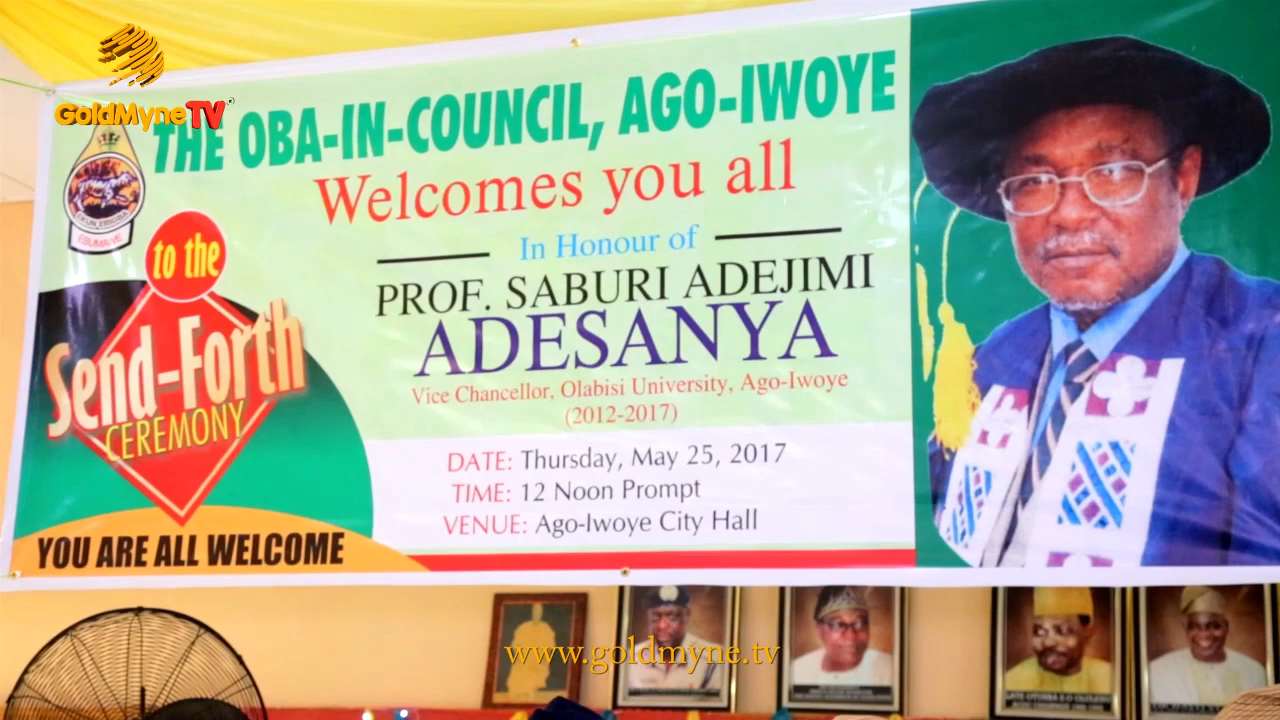 GoldMyneTV
THE OBA-IN-COUNCIL, AGO-IWOYE
Welcomes you all
EBUMAWE
to the
Send-Forth
CEREMONY
In Honour of
PROF. SABURI ADEJIMI
ADESANYA
Vice Chancellor, Olabisi University, Ago-Iwoye
(2012-2017)
DATE: Thursday, May 25, 2017
TIME: 12 Noon Prompt
VENUE: Ago-Iwoye City Hall
YOU ARE ALL WELCOME
www.goldmyne.tv